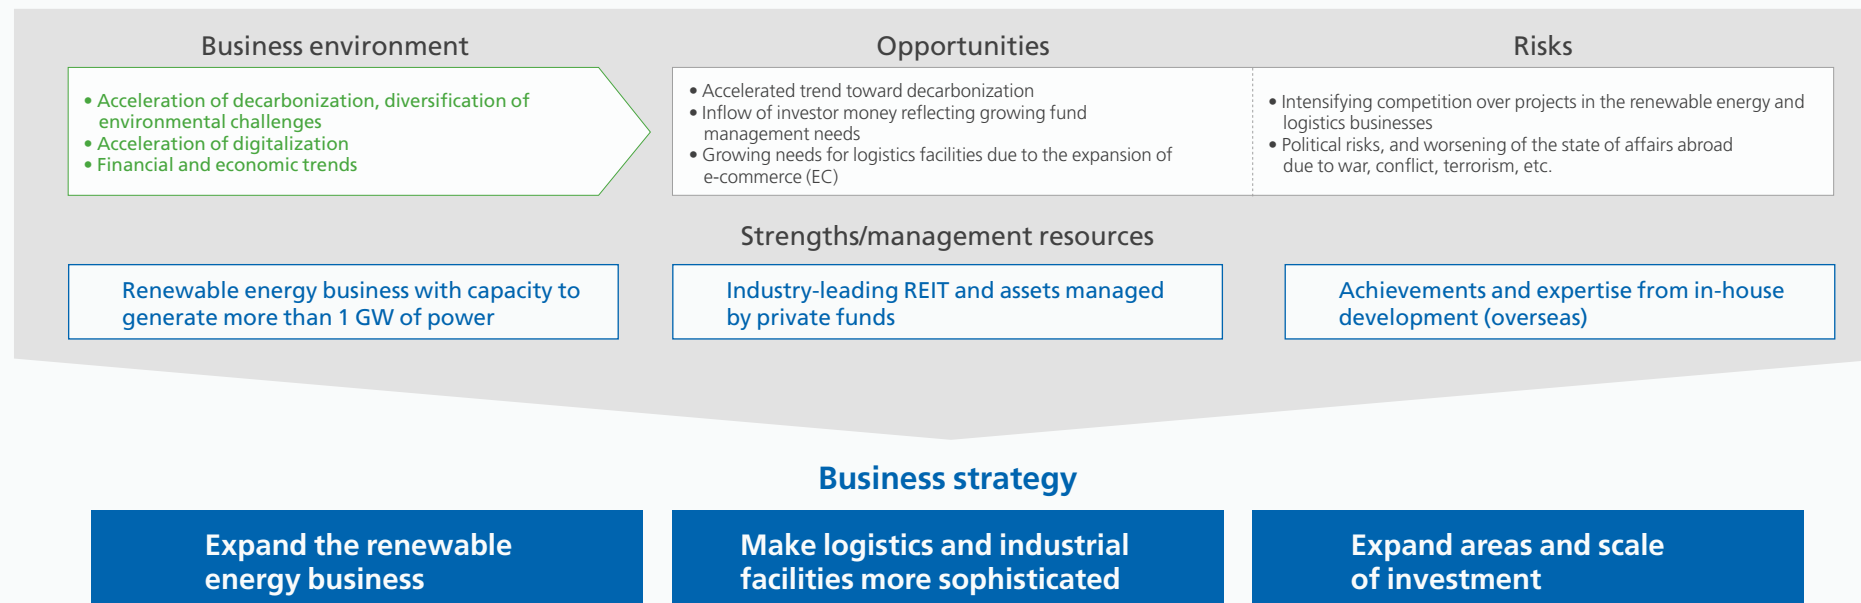 Business environment
• Acceleration of decarbonization, diversification of
environmental challenges
• Acceleration of digitalization
• Financial and economic trends
Opportunities
• Accelerated trend toward decarbonization
• Inflow of investor money reflecting growing fund
management needs
• Growing needs for logistics facilities due to the expansion of
e-commerce (EC)
Risks
• Intensifying competition over projects in the renewable energy and
logistics businesses
• Political risks, and worsening of the state of affairs abroad
due to war, conflict, terrorism, etc.
Strengths/management resources
Renewable energy business with capacity to
generate more than 1 GW of power
Industry-leading REIT and assets managed
by private funds
Achievements and expertise from in-house
development (overseas)
Business strategy
Expand the renewable
energy business
Make logistics and industrial
facilities more sophisticated
Expand areas and scale
of investment